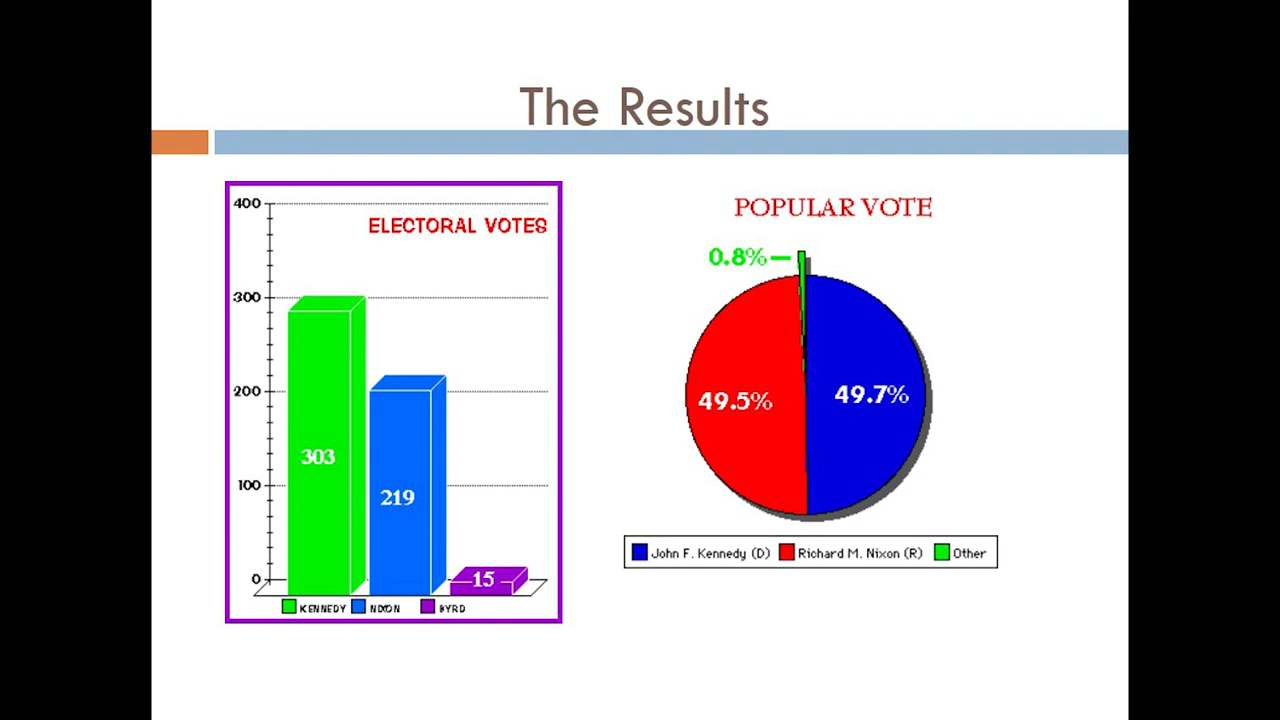 The Results
400
ELECTORAL VOTES
300
200
100
0
303
219
15
KENNEDY NIXON BYRD
POPULAR VOTE
0.8%
49.5%
49.7%
John F. Kennedy (D) Richard M. Nixon (R) Other